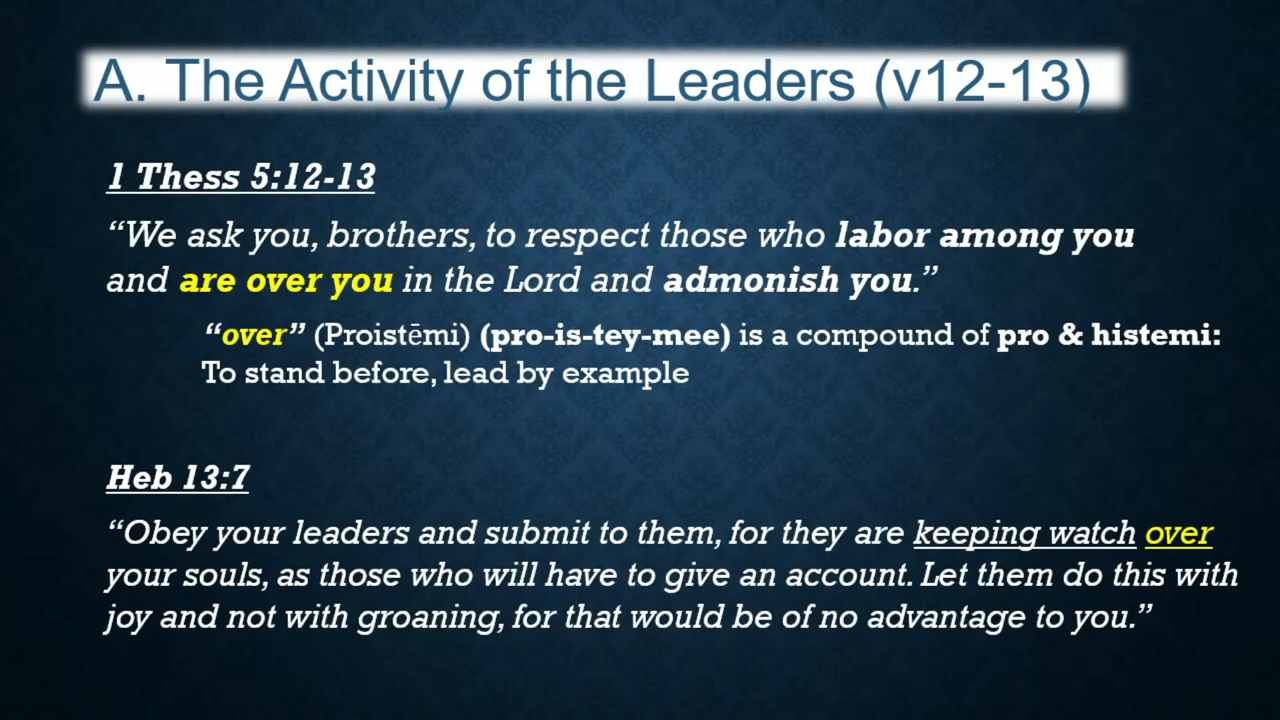 A. The Activity of the Leaders (v12-13)
1 Thess 5:12-13
“We ask you, brothers, to respect those who labor among you
and are over you in the Lord and admonish you.”
“over” (Proistēmi) (pro-is-tey-mee) is a compound of pro & histemi:
To stand before, lead by example
Heb 13:7
“Obey your leaders and submit to them, for they are keeping watch over
your souls, as those who will have to give an account. Let them do this with
joy and not with groaning, for that would be of no advantage to you.”